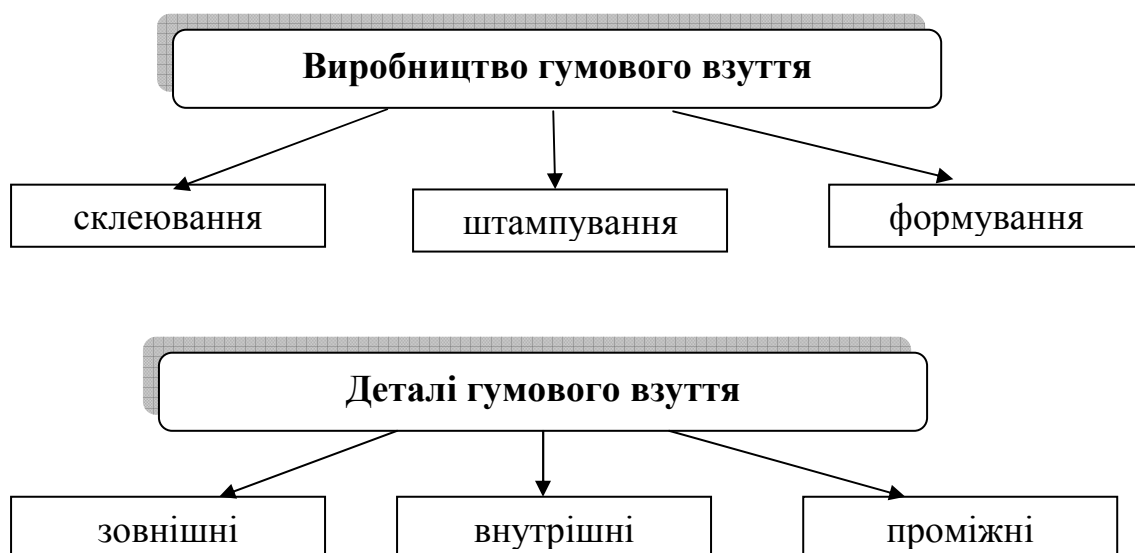 Виробництво гумового взуття
склеювання
штампування
формування
Деталі гумового взуття
зовнішні
внутрішні
проміжні